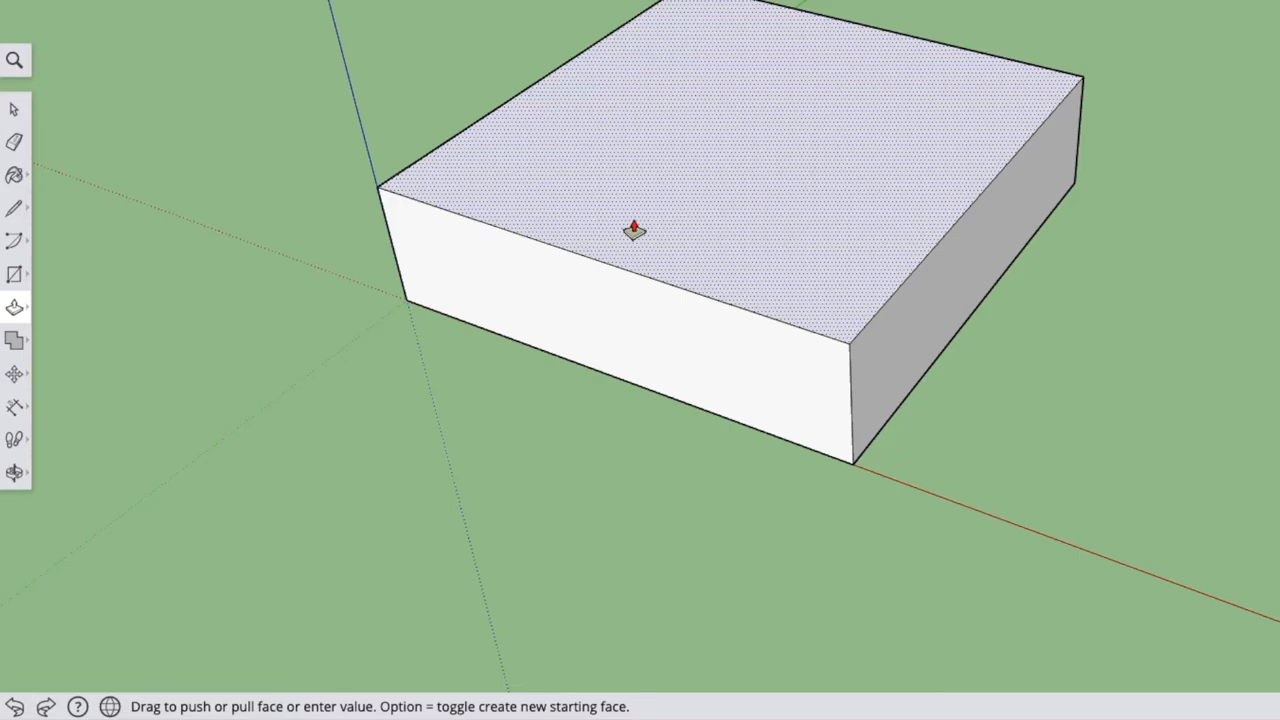 Drag to push or pull face or enter value. Option = toggle create new starting face.